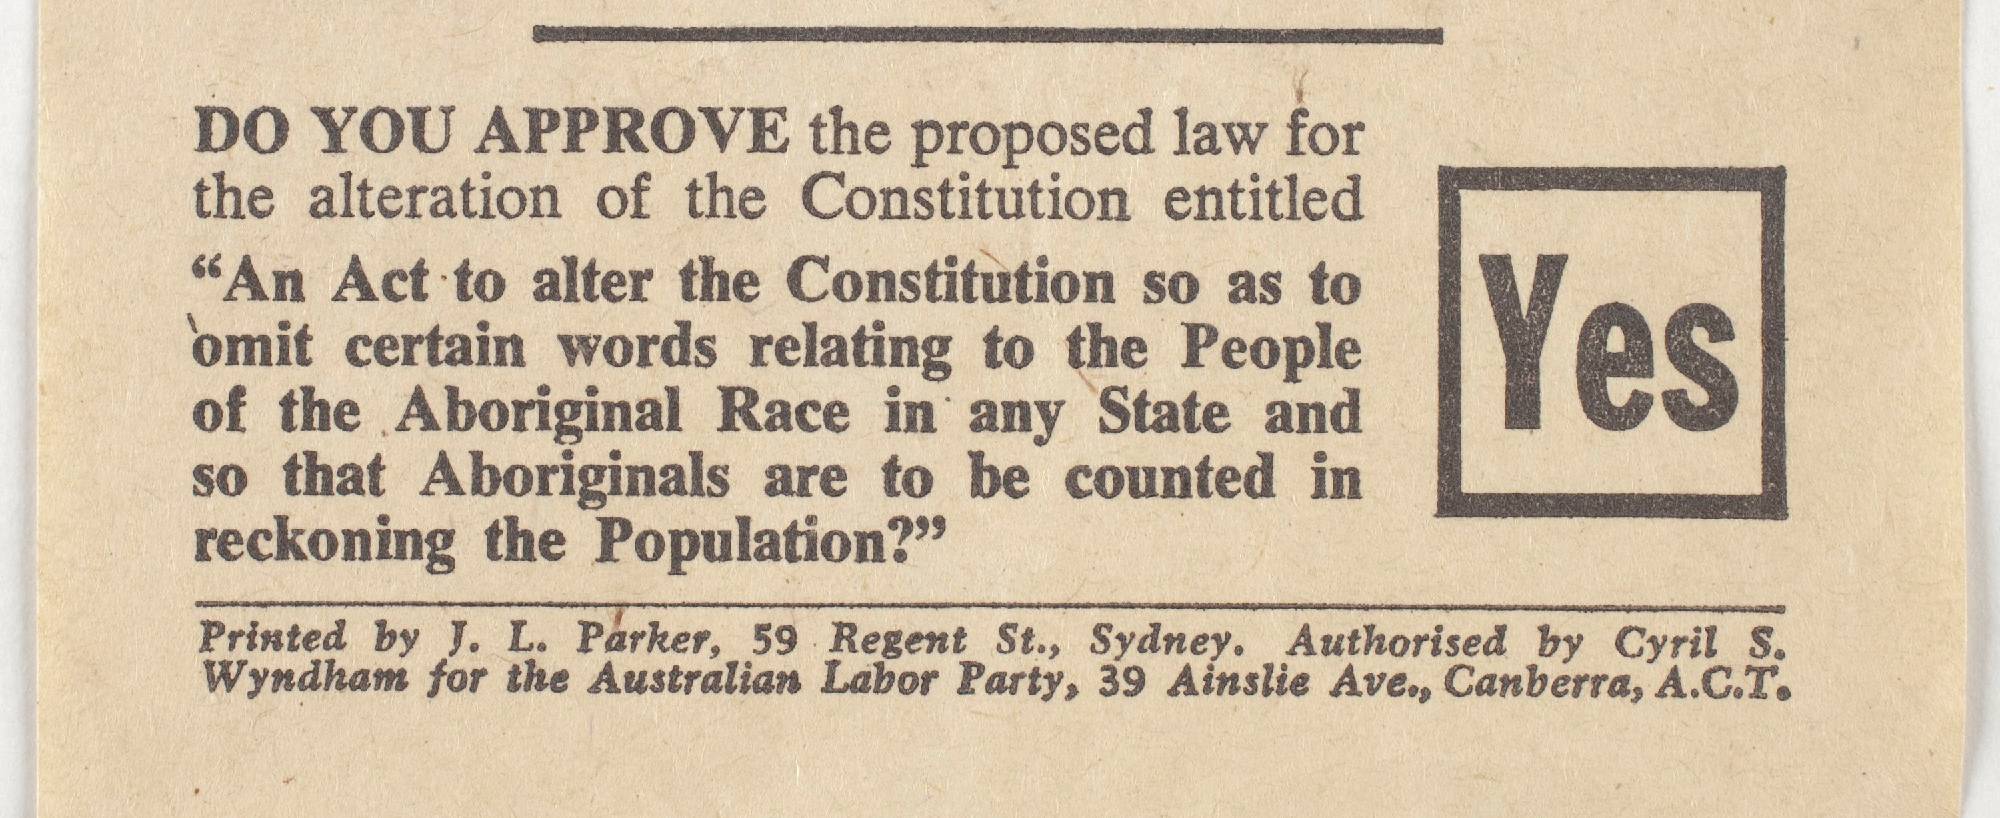 DO YOU APPROVE the proposed law for
the alteration of the Constitution entitled
“An Act to alter the Constitution so as to
omit certain words relating to the People
of the Aboriginal Race in any State and
so that Aboriginals are to be counted in
reckoning the Population?”
Yes
Printed by J. L. Parker, 59 Regent St., Sydney. Authorised by Cyril S.
Wyndham for the Australian Labor Party, 39 Ainslie Ave., Canberra, A.C.T.